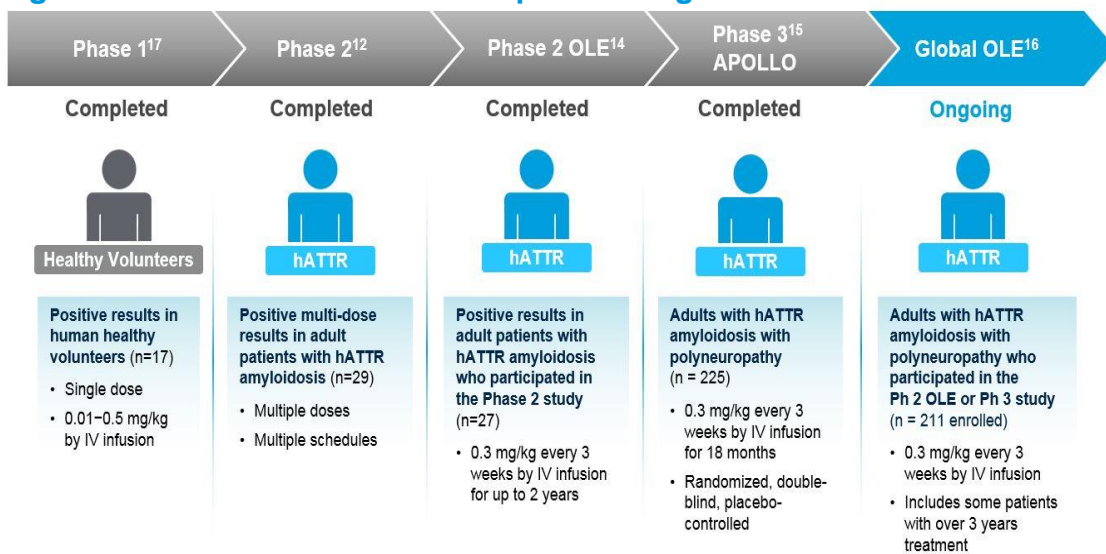 Phase 1¹⁷
Phase 2¹²
Phase 2 OLE¹⁴
Phase 3¹⁵
APOLLO
Global OLE¹⁶
Completed
Completed
Completed
Completed
Ongoing
Healthy Volunteers
hATTR
hATTR
hATTR
hATTR
Positive results in
human healthy
volunteers (n=17)
• Single dose
• 0.01–0.5 mg/kg
by IV infusion
Positive multi-dose
results in adult
patients with hATTR
amyloidosis (n=29)
• Multiple doses
• Multiple schedules
Positive results in
adult patients with
hATTR amyloidosis
who participated in
the Phase 2 study
(n=27)
• 0.3 mg/kg every 3
weeks by IV infusion
for up to 2 years
Adults with hATTR
amyloidosis with
polyneuropathy
(n = 225)
• 0.3 mg/kg every 3
weeks by IV infusion
for 18 months
• Randomized, double-
blind, placebo-
controlled
Adults with hATTR
amyloidosis with
polyneuropathy who
participated in the
Ph 2 OLE or Ph 3 study
(n = 211 enrolled)
• 0.3 mg/kg every 3
weeks by IV infusion
• Includes some patients
with over 3 years
treatment